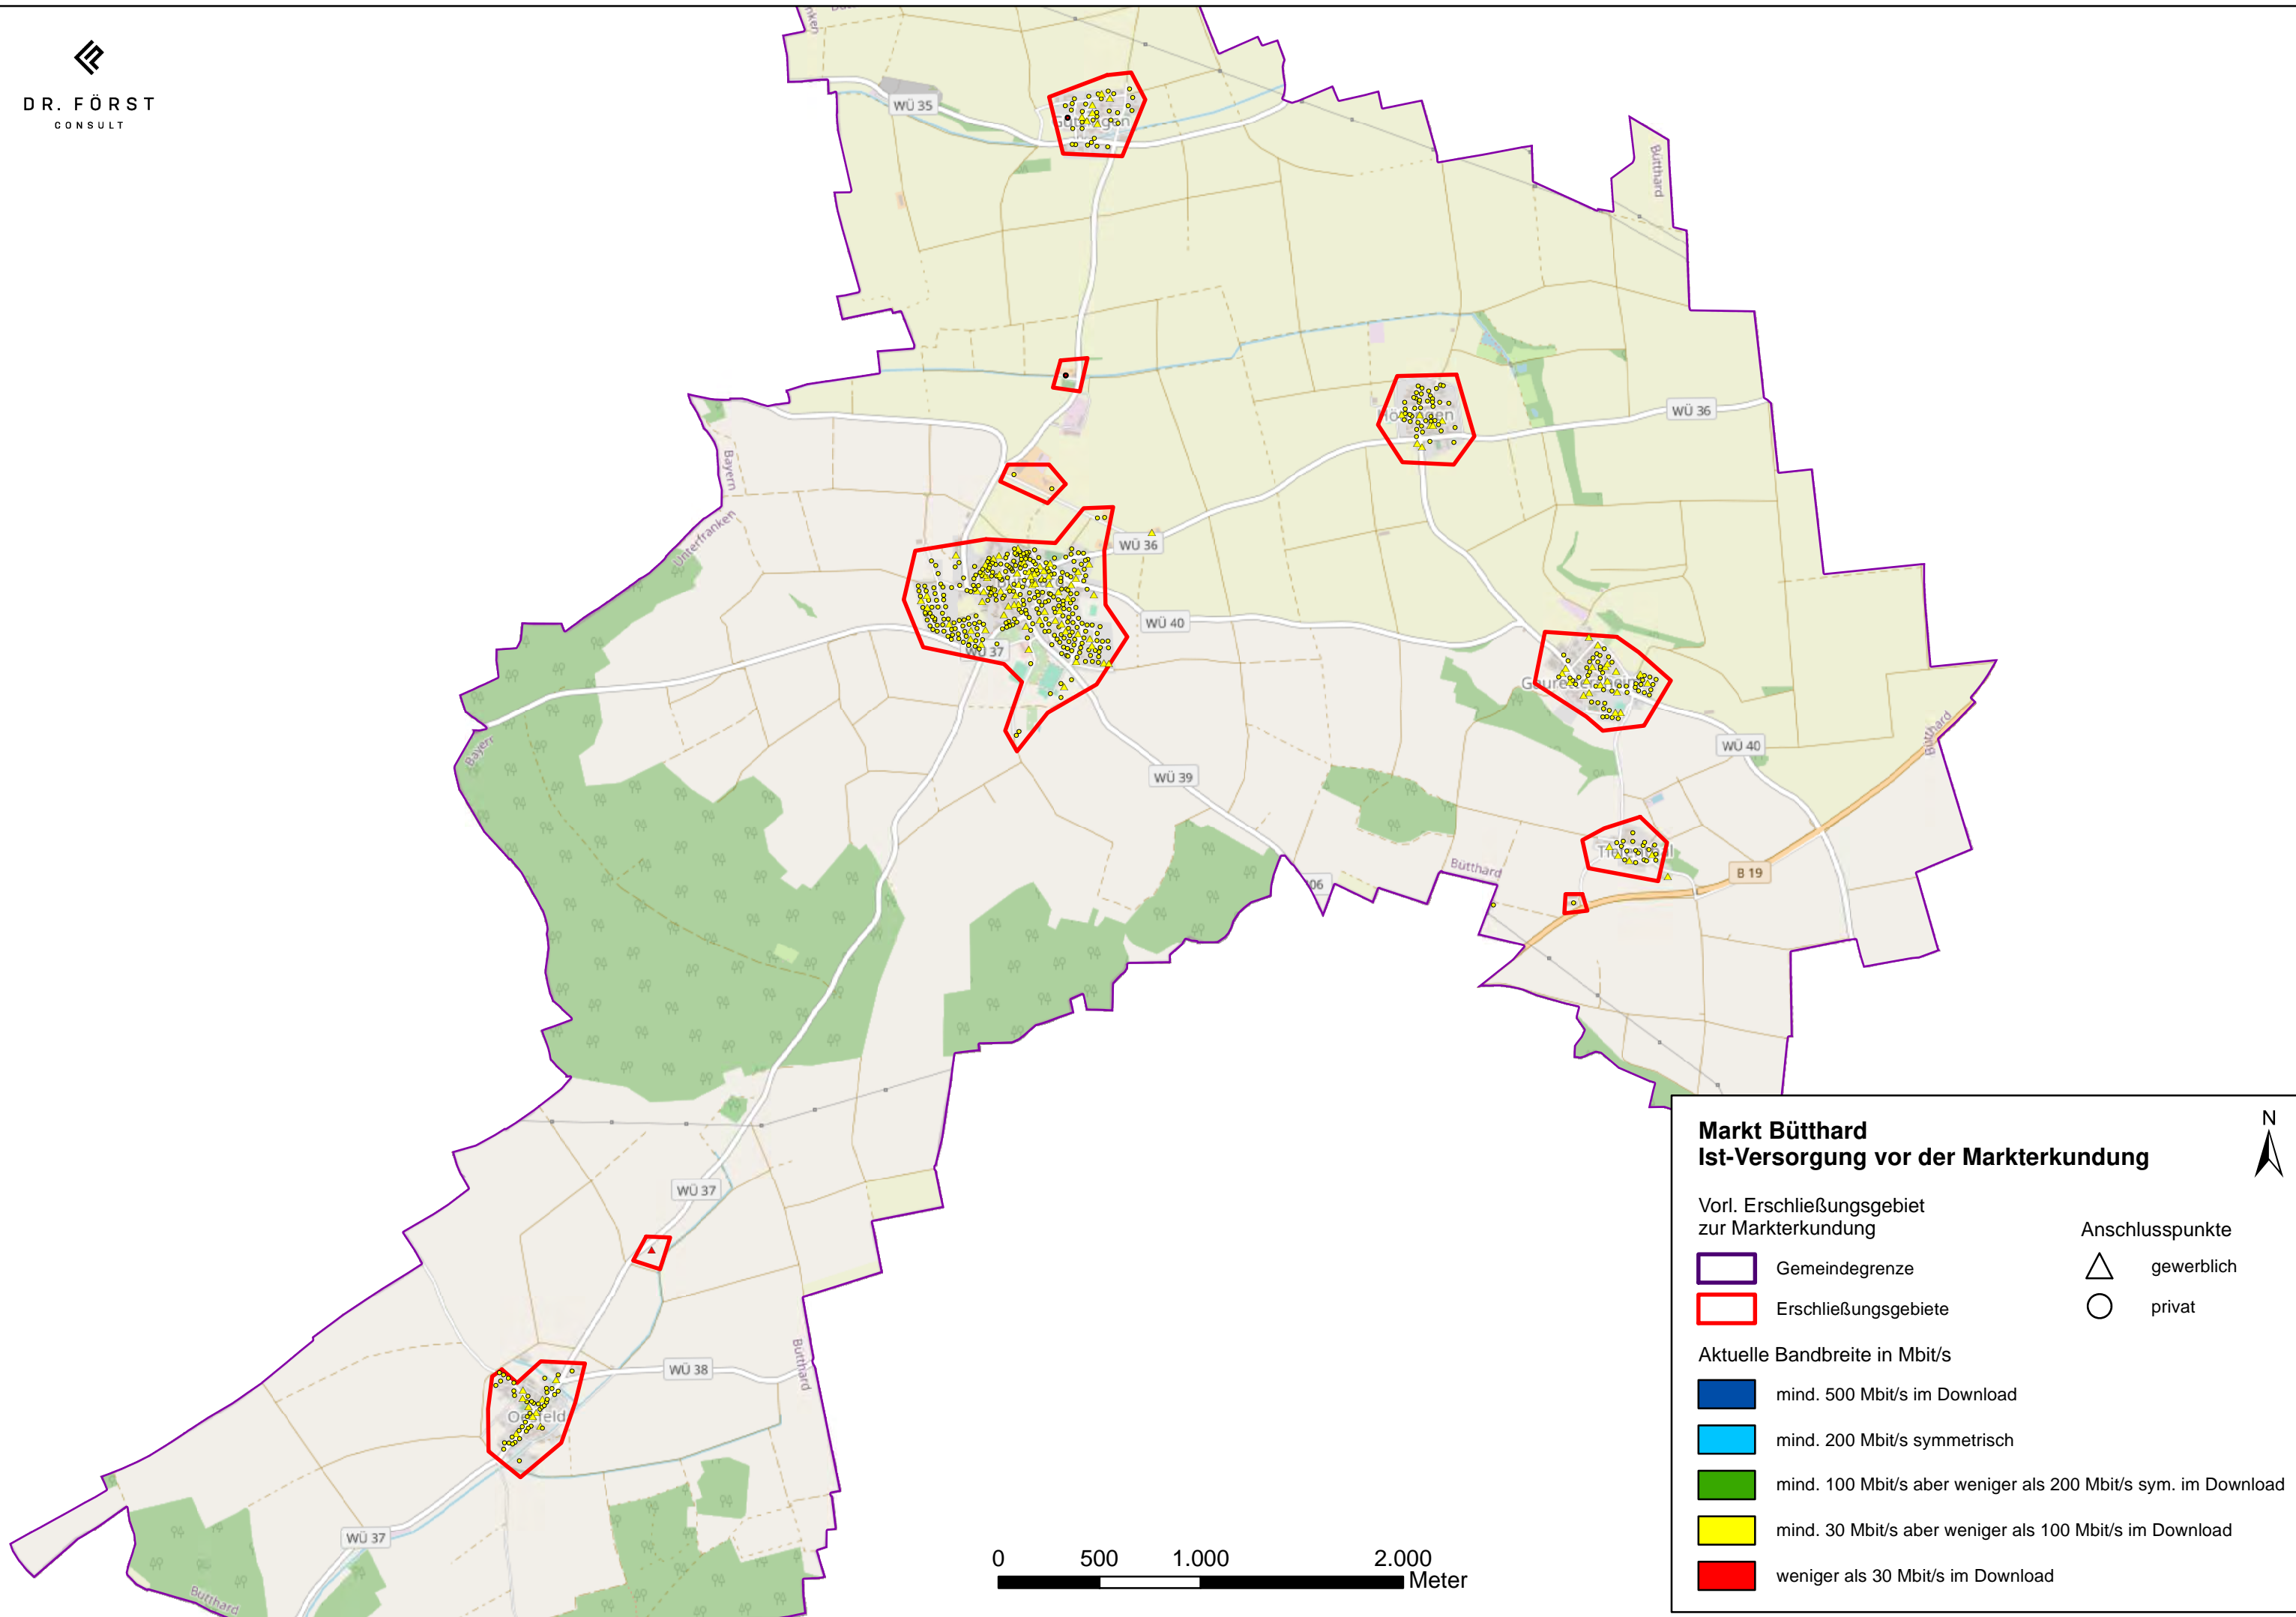 DR. FÖRST
CONSULT
WÜ 35
Bütthard
WÜ 36
Bayern
Unterfranken
WÜ 36
WÜ 40
WÜ 37
Bayern
WÜ 39
WÜ 40
Bütthard
Bütthard
B 19
WÜ 37
WÜ 38
Bütthard
WÜ 37
Bütthard
0 500 1.000 2.000
Meter
Markt Bütthard
Ist-Versorgung vor der Markterkundung
N
Vorl. Erschließungsgebiet
zur Markterkundung
Anschlusspunkte
Gemeindegrenze
gewerblich
Erschließungsgebiete
privat
Aktuelle Bandbreite in Mbit/s
mind. 500 Mbit/s im Download
mind. 200 Mbit/s symmetrisch
mind. 100 Mbit/s aber weniger als 200 Mbit/s sym. im Download
mind. 30 Mbit/s aber weniger als 100 Mbit/s im Download
weniger als 30 Mbit/s im Download